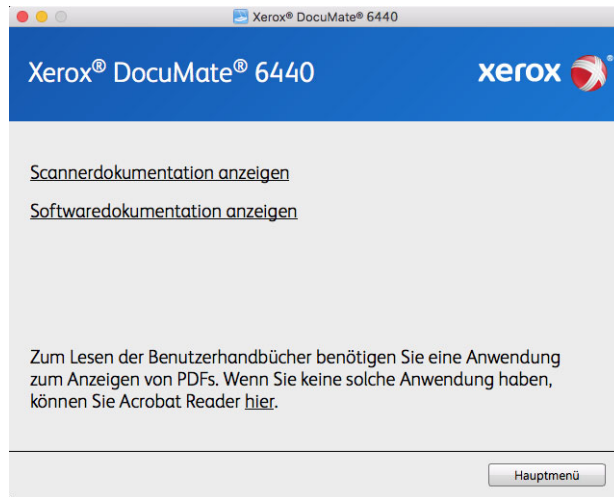 Xerox® DocuMate® 6440
Xerox® DocuMate® 6440
xerox®
Scannerdokumentation anzeigen
Softwaredokumentation anzeigen
Zum Lesen der Benutzerhandbücher benötigen Sie eine Anwendung
zum Anzeigen von PDFs. Wenn Sie keine solche Anwendung haben,
können Sie Acrobat Reader hier.
Hauptmenü